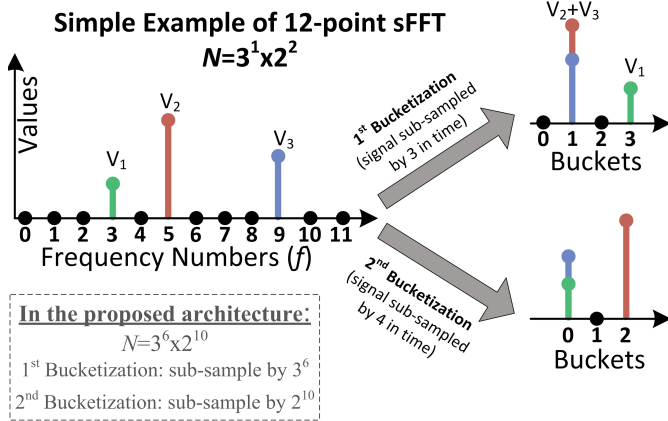 Simple Example of 12-point sFFT
N=3¹x2²
Values
V₁
V₂
V₃
0 1 2 3 4 5 6 7 8 9 10 11
Frequency Numbers (f)
1ˢᵗ Bucketization
(signal sub-sampled
by 3 in time)
V₂+V₃
V₁
0 1 2 3
Buckets
2ⁿᵈ Bucketization
(signal sub-sampled
by 4 in time)
0 1 2
Buckets
In the proposed architecture:
N=3⁶x2¹⁰
1ˢᵗ Bucketization: sub-sample by 3⁶
2ⁿᵈ Bucketization: sub-sample by 2¹⁰